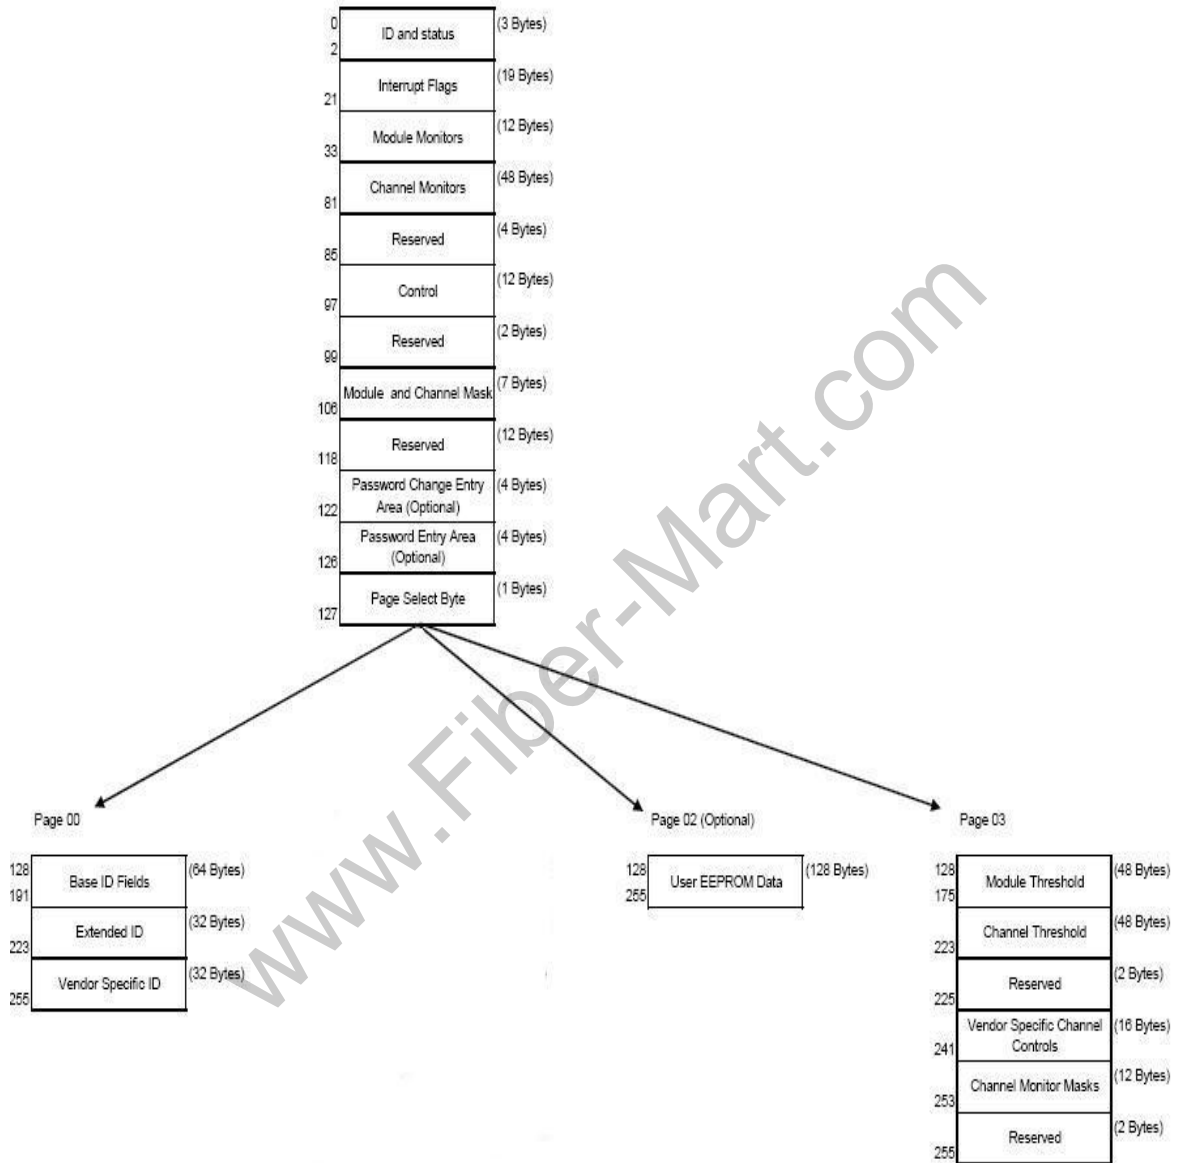 0
ID and status
(3 Bytes)
2
Interrupt Flags
(19 Bytes)
21
Module Monitors
(12 Bytes)
33
Channel Monitors
(48 Bytes)
81
Reserved
(4 Bytes)
85
Control
(12 Bytes)
97
Reserved
(2 Bytes)
99
Module and Channel Mask
(7 Bytes)
106
Reserved
(12 Bytes)
118
Password Change Entry
Area (Optional)
(4 Bytes)
122
Password Entry Area
(Optional)
(4 Bytes)
126
Page Select Byte
(1 Bytes)
127
www.Fiber-Mart.com
Page 00
128
Base ID Fields
(64 Bytes)
191
Extended ID
(32 Bytes)
223
Vendor Specific ID
(32 Bytes)
255
Page 02 (Optional)
128
User EEPROM Data
(128 Bytes)
255
Page 03
128
Module Threshold
(48 Bytes)
175
Channel Threshold
(48 Bytes)
223
Reserved
(2 Bytes)
225
Vendor Specific Channel
Controls
(16 Bytes)
241
Channel Monitor Masks
(12 Bytes)
253
Reserved
(2 Bytes)
255